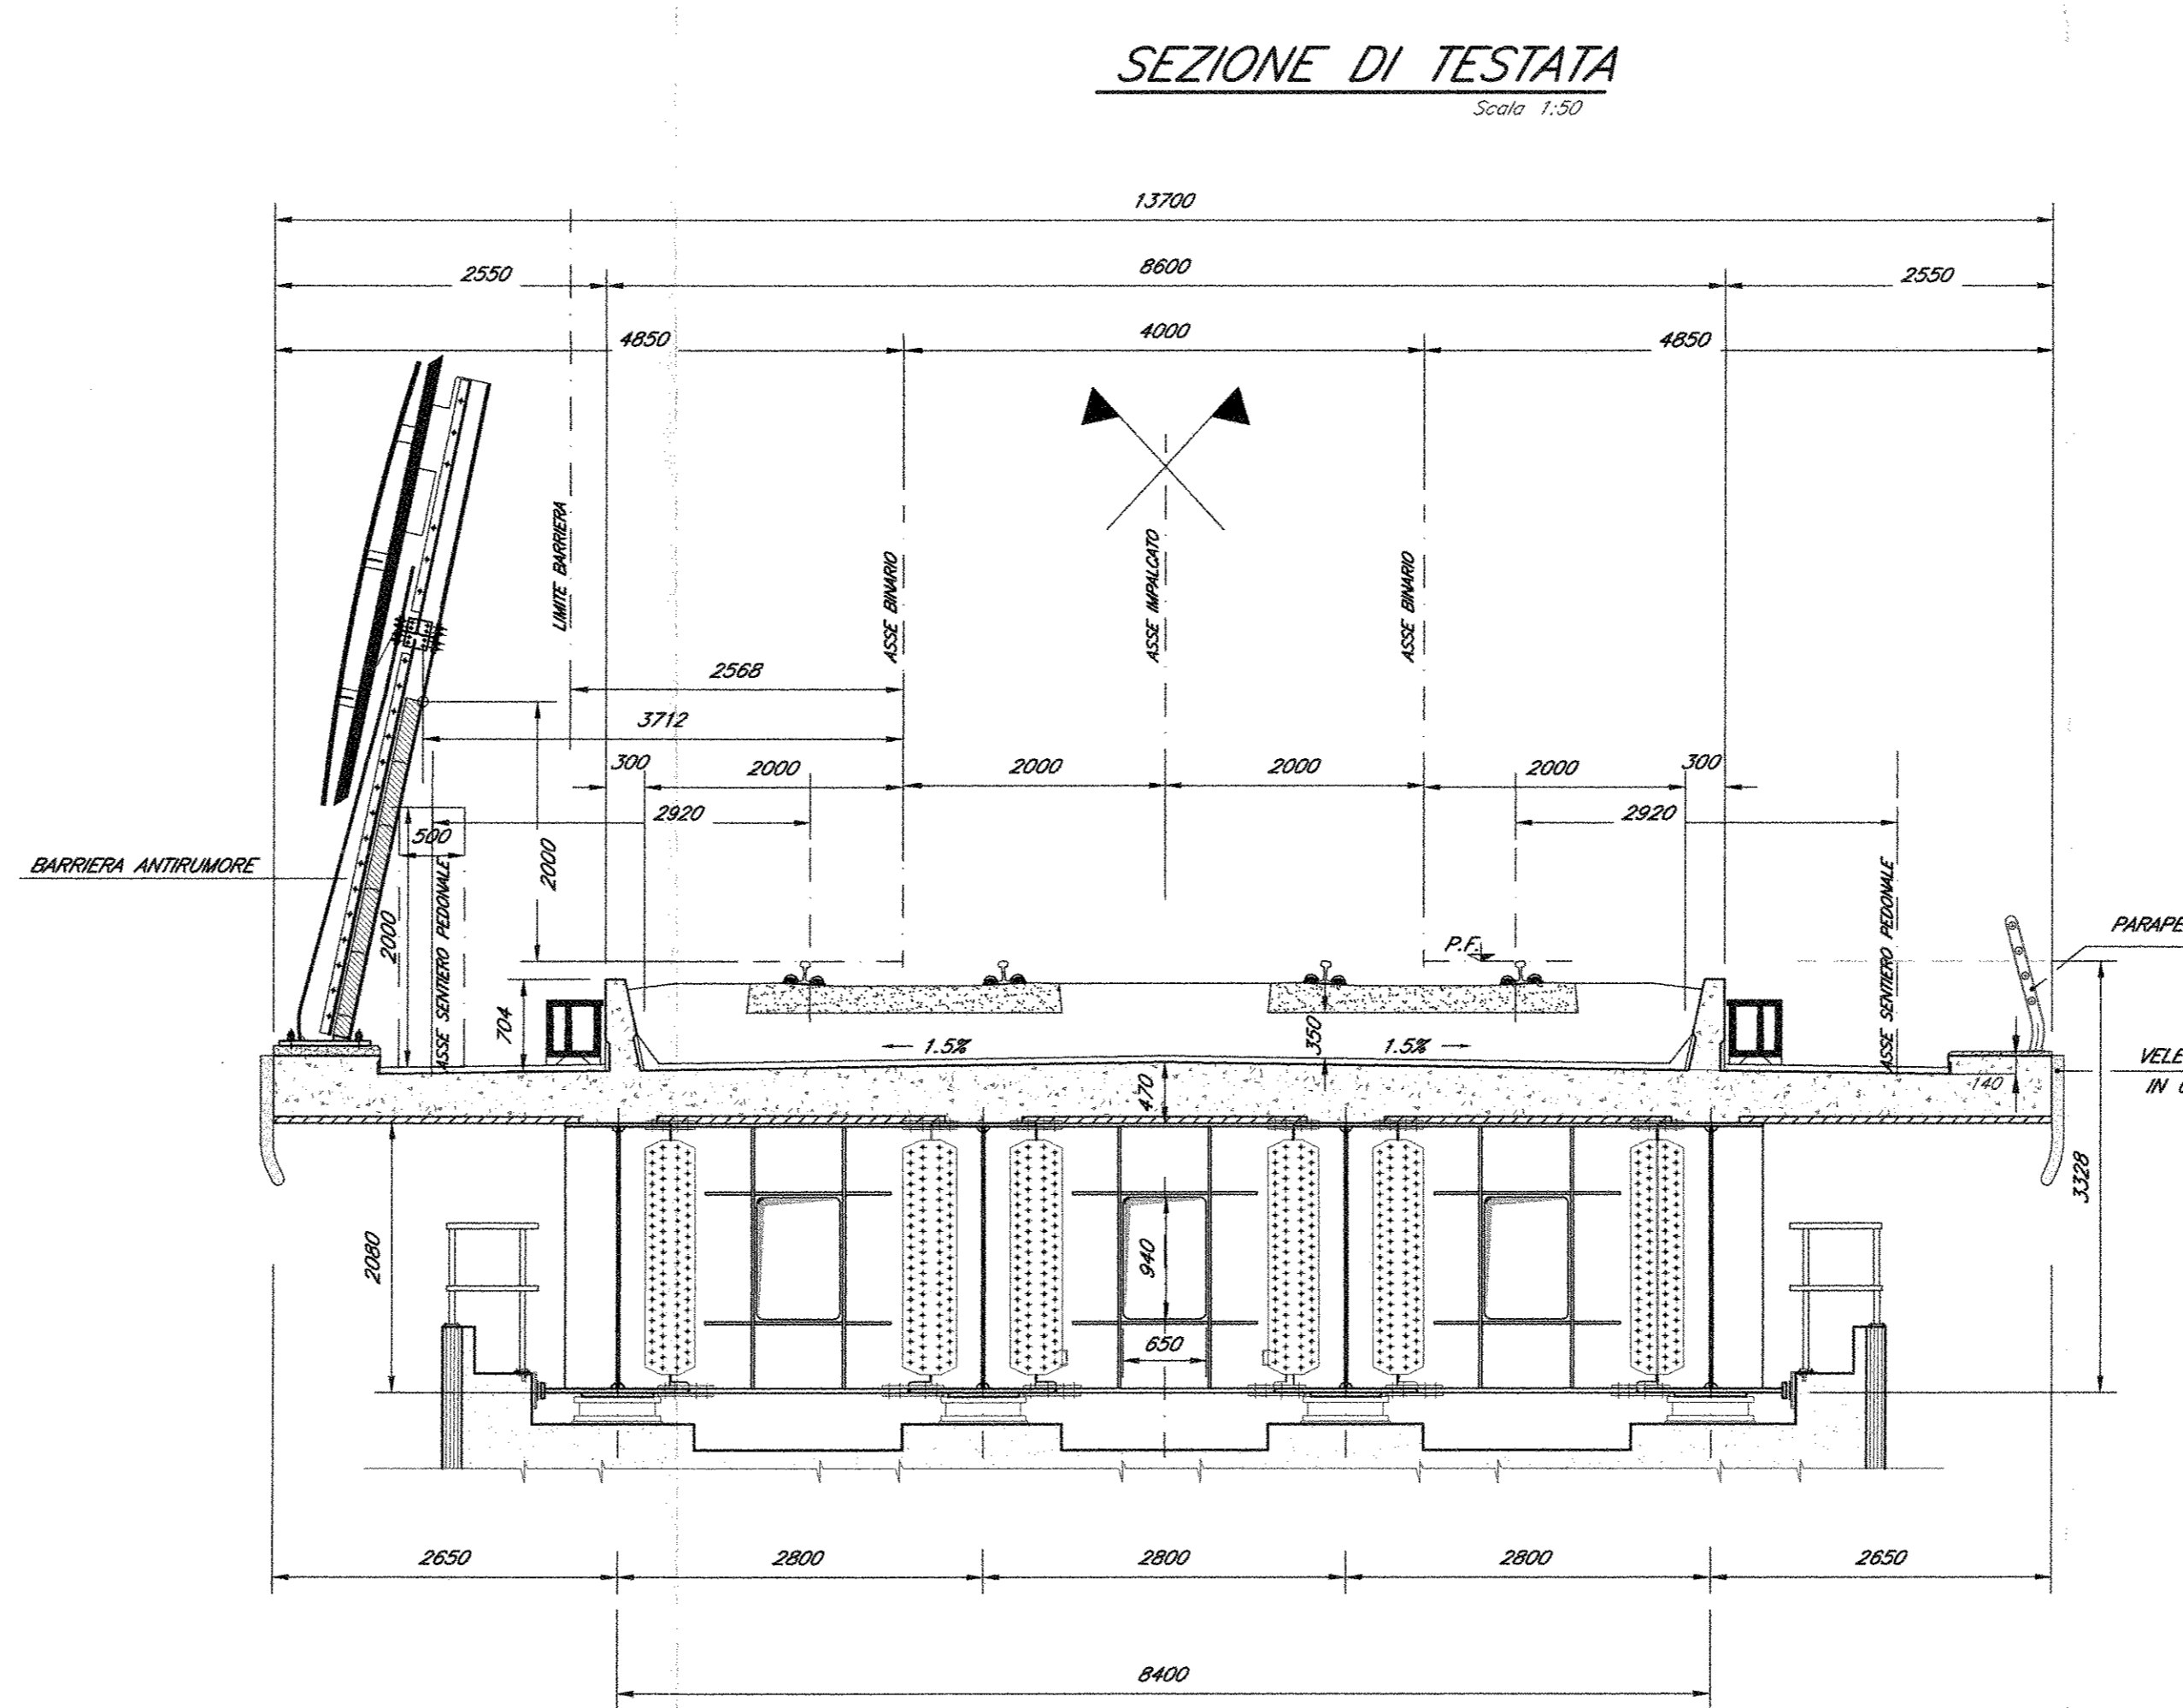 SEZIONE DI TESTATA
Scala 1:50
13700
2550
8600
2550
4850
4000
4850
LIMITE BARRIERA
ASSE BINARIO
ASSE IMPALCATO
ASSE BINARIO
2568
3712
300
2000
2000
2000
2000
300
2920
2920
500
2000
BARRIERA ANTIRUMORE
2000
ASSE SENTIERO PEDONALE
ASSE SENTIERO PEDONALE
P.F.
PARAPE
704
1.5%
350
1.5%
VELE
IN
470
140
2080
940
3328
650
2650
2800
2800
2800
2650
8400